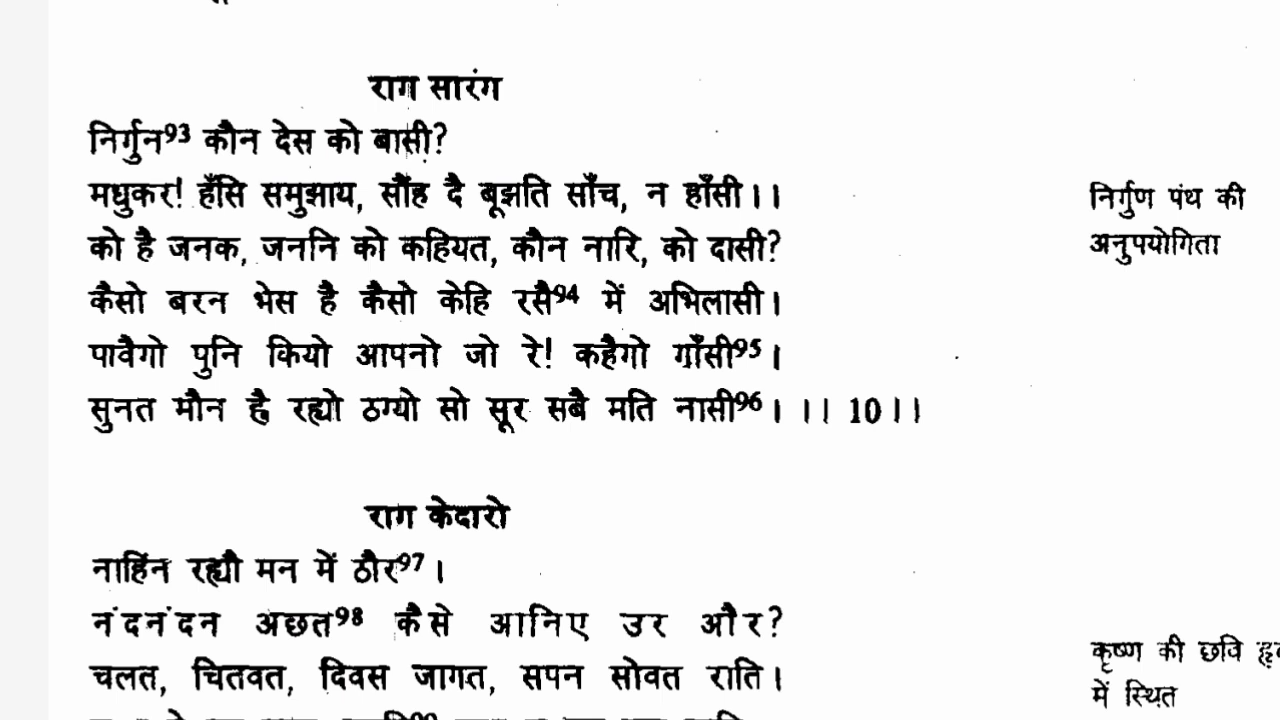 राग सारंग
निर्गुन93 कौन देस को बासी?
मधुकर! हँसि समुझाय, सौंह दै बूझति साँच, न हाँसी।।
को है जनक, जननि को कहियत, कौन नारि, को दासी?
कैसो बरन भेस है कैसो केहि रसै94 में अभिलासी।
पावैगो पुनि कियो आपनो जो रे! कहैगो गाँसी95।
सुनत मौन ह्वै रह्यो ठग्यो सो सूर सबै मति नासी96। ।। 10।।
निर्गुण पंथ की
अनुपयोगिता
राग केदारो
नाहिंन रह्यौ मन में ठौर97।
नंदनंदन अछत98 कैसे आनिए उर और?
चलत, चितवत, दिवस जागत, सपन सोवत राति।
कृष्ण की छवि
में स्थित